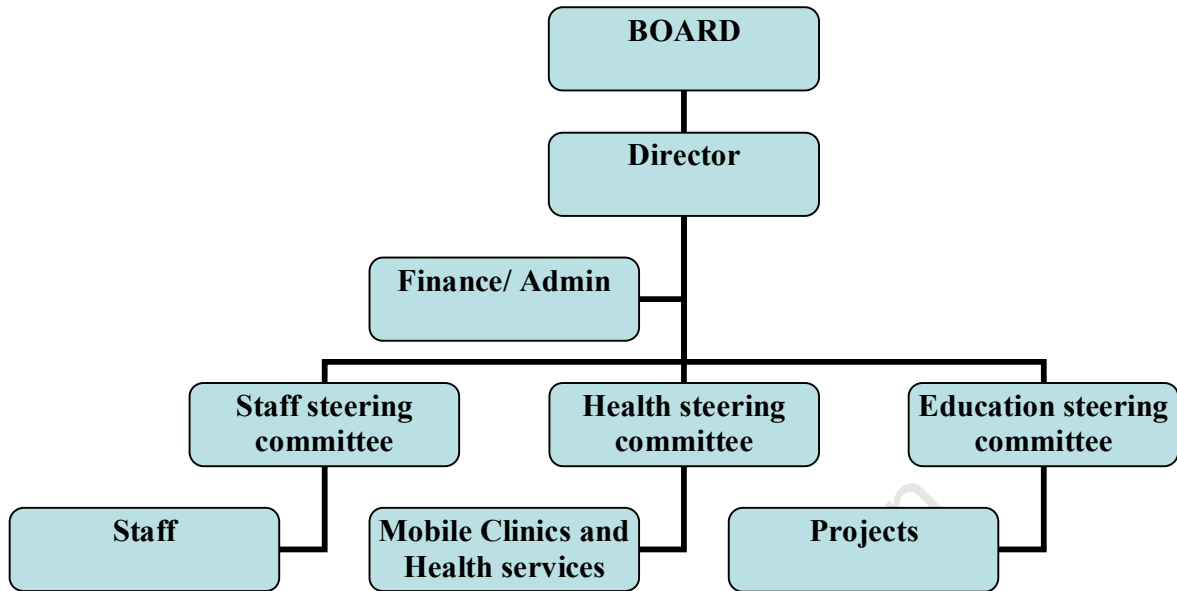 BOARD
Director
Finance/ Admin
Staff steering
committee
Health steering
committee
Education steering
committee
Staff
Mobile Clinics and
Health services
Projects